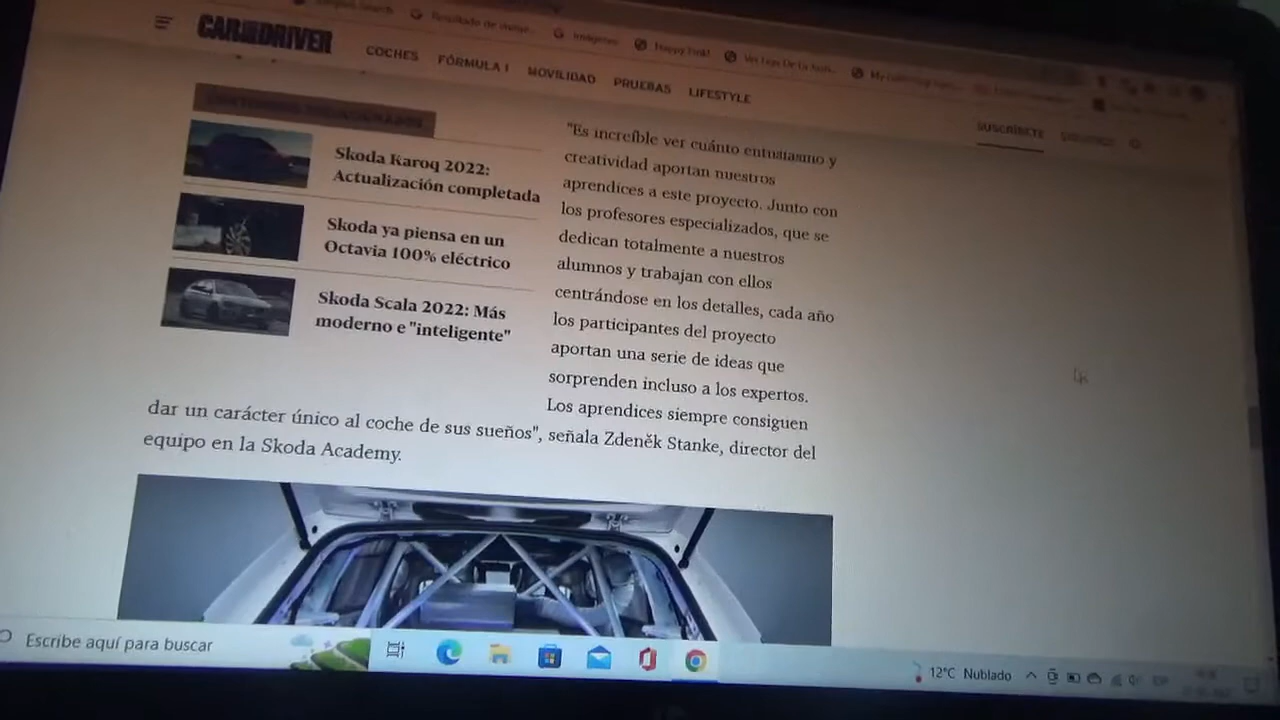 CAR AND DRIVER
COCHES FÓRMULA 1 MOVILIDAD PRUEBAS LIFESTYLE
SUSCRÍBETE
Skoda Karoq 2022:
Actualización completada
Skoda ya piensa en un
Octavia 100% eléctrico
Skoda Scala 2022: Más
moderno e "inteligente"
"Es increíble ver cuánto entusiasmo y
creatividad aportan nuestros
aprendices a este proyecto. Junto con
los profesores especializados, que se
dedican totalmente a nuestros
alumnos y trabajan con ellos
centrándose en los detalles, cada año
los participantes del proyecto
aportan una serie de ideas que
sorprenden incluso a los expertos.
Los aprendices siempre consiguen
dar un carácter único al coche de sus sueños", señala Zdeněk Stanke, director del
equipo en la Skoda Academy.
Escribe aquí para buscar
12°C Nublado